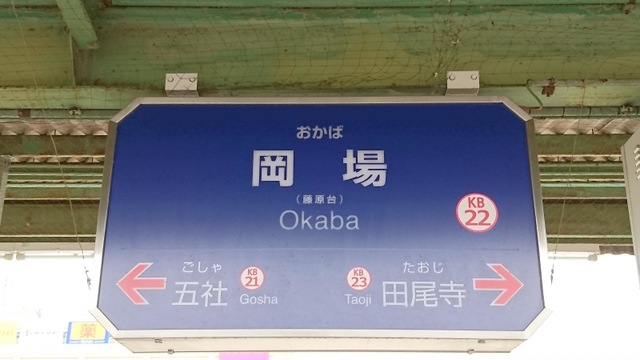 おかば
岡場
（藤原台）
Okaba
KB
22
ごしゃ
五社
KB
21
Gosha
KB
23
Taoji
たおじ
田尾寺
薬